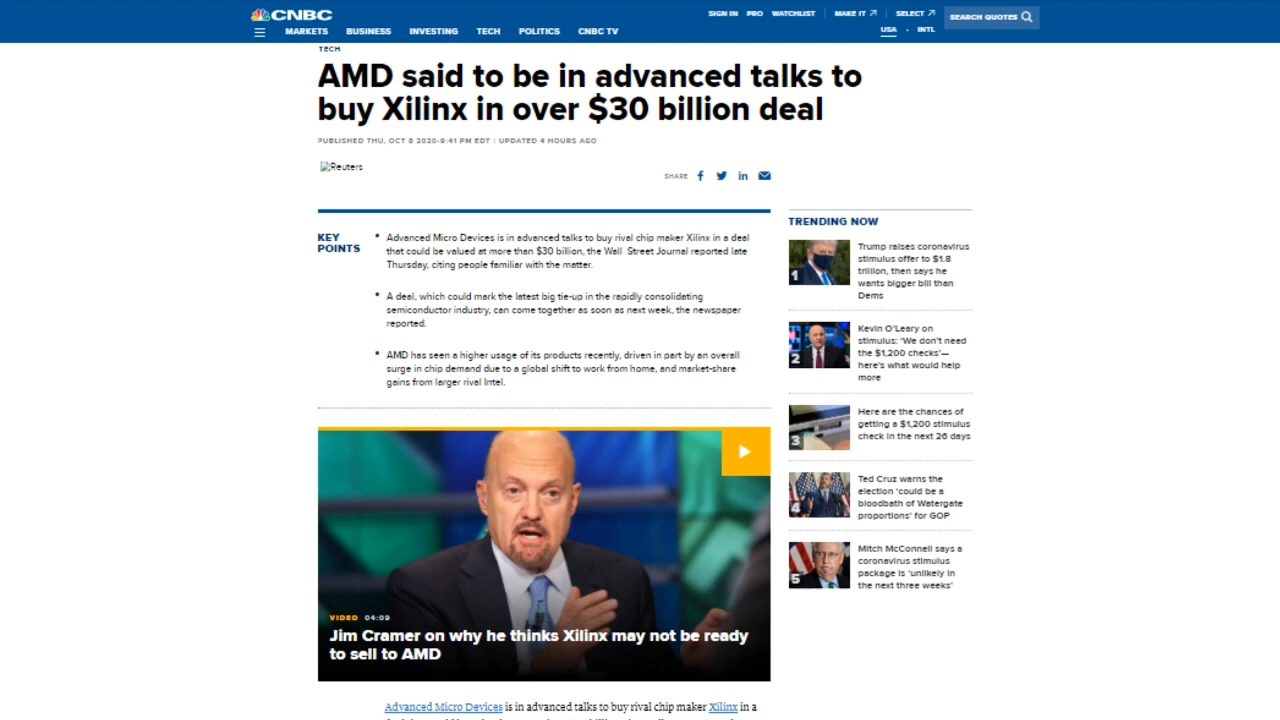 CNBC
SIGN IN PRO WATCHLIST MAKE IT SELECT SEARCH QUOTES
MARKETS BUSINESS INVESTING TECH POLITICS CNBC TV USA · INTL
TECH
AMD said to be in advanced talks to
buy Xilinx in over $30 billion deal
PUBLISHED THU, OCT 8 2020-9:41 PM EDT | UPDATED 4 HOURS AGO
Reuters
SHARE
KEY
POINTS
Advanced Micro Devices is in advanced talks to buy rival chip maker Xilinx in a deal
that could be valued at more than $30 billion, the Wall Street Journal reported late
Thursday, citing people familiar with the matter.
A deal, which could mark the latest big tie-up in the rapidly consolidating
semiconductor industry, can come together as soon as next week, the newspaper
reported.
AMD has seen a higher usage of its products recently, driven in part by an overall
surge in chip demand due to a global shift to work from home, and market-share
gains from larger rival Intel.
VIDEO 04:09
Jim Cramer on why he thinks Xilinx may not be ready
to sell to AMD
Advanced Micro Devices is in advanced talks to buy rival chip maker Xilinx in a
TRENDING NOW
1
Trump raises coronavirus
stimulus offer to $1.8
trillion, then says he
wants bigger bill than
Dems
2
Kevin O'Leary on
stimulus: 'We don't need
the $1,200 checks'—
here's what would help
more
3
Here are the chances of
getting a $1,200 stimulus
check in the next 26 days
4
Ted Cruz warns the
election 'could be a
bloodbath of Watergate
proportions' for GOP
5
Mitch McConnell says a
coronavirus stimulus
package is 'unlikely in
the next three weeks'